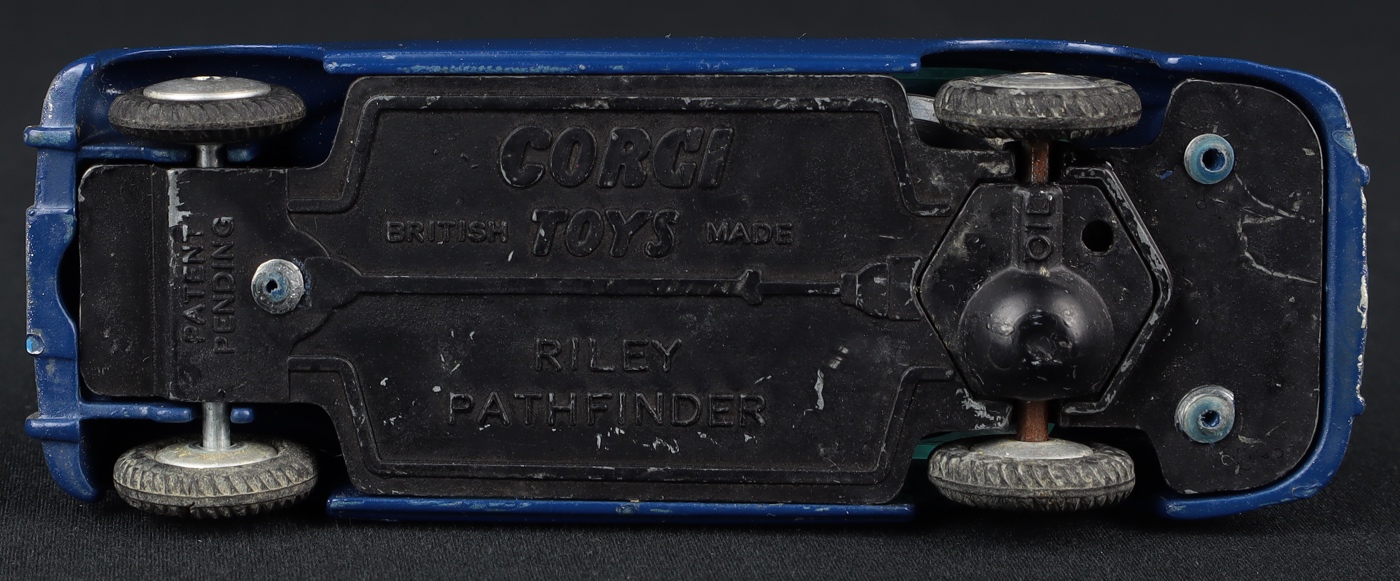 CORGI
BRITISH TOYS MADE
RILEY
PATHFINDER
PATENT
PENDING
OIL